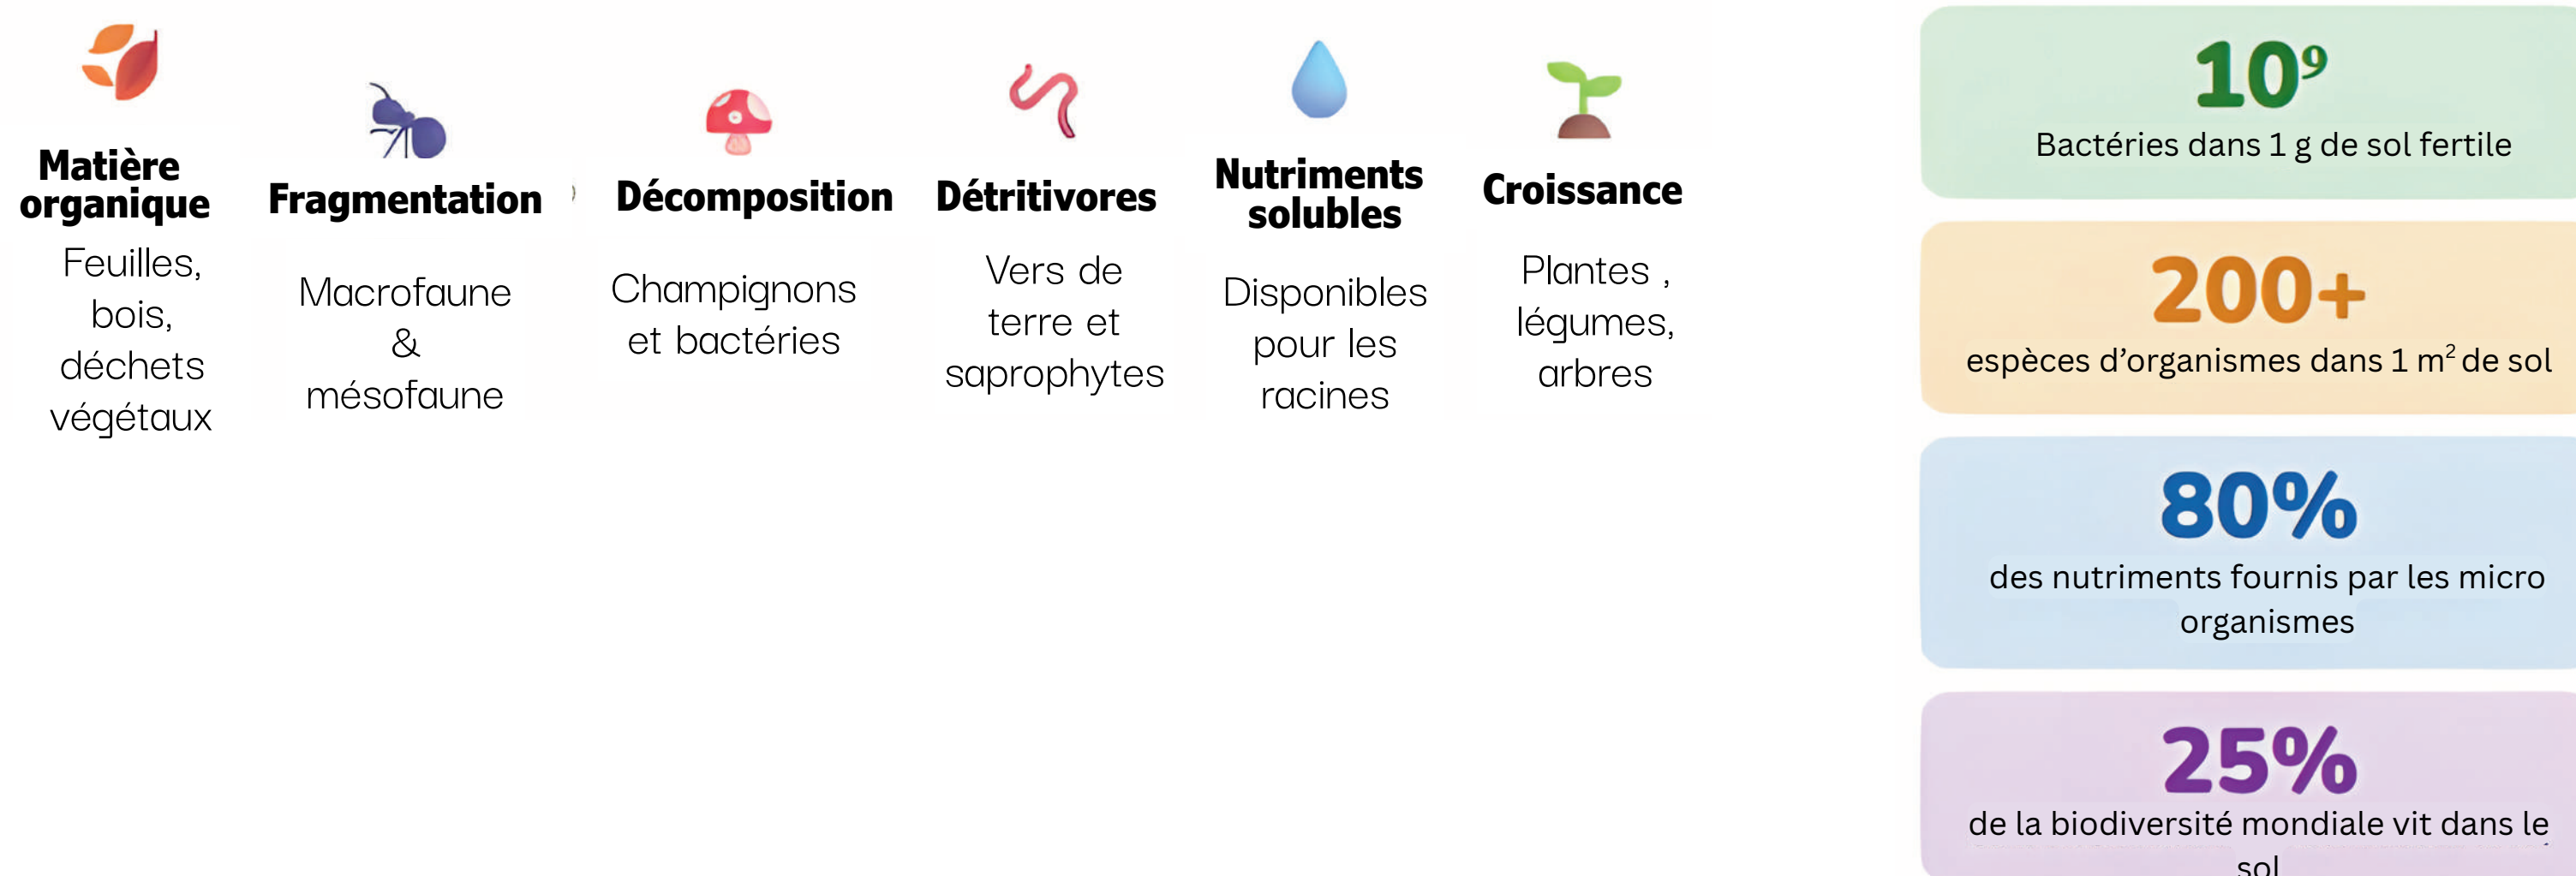 Matière
organique
Feuilles,
bois,
déchets
végétaux
Fragmentation
Macrofaune
&
mésofaune
Décomposition
Champignons
et bactéries
Détritivores
Vers de
terre et
saprophytes
Nutriments
solubles
Disponibles
pour les
racines
Croissance
Plantes ,
légumes,
arbres
10⁹
Bactéries dans 1 g de sol fertile
200+
espèces d’organismes dans 1 m² de sol
80%
des nutriments fournis par les micro
organismes
25%
de la biodiversité mondiale vit dans le
sol